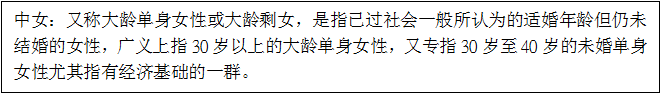 中女：又称大龄单身女性或大龄剩女，是指已过社会一般所认为的适婚年龄但仍未
结婚的女性，广义上指 30 岁以上的大龄单身女性，又专指 30 岁至 40 岁的未婚单身
女性尤其指有经济基础的一群。